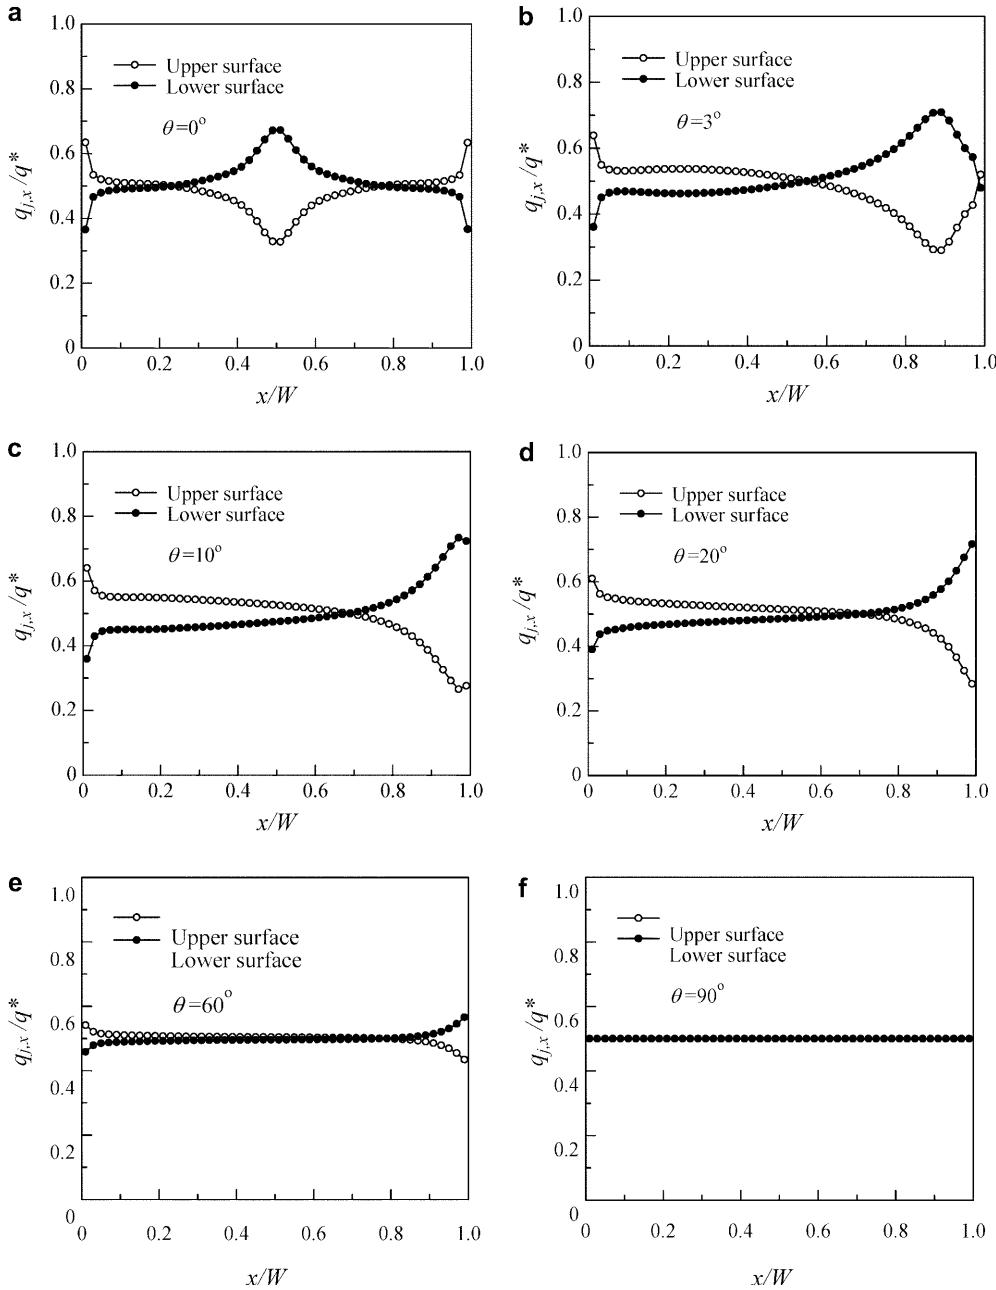 a
1.0
0.8
0.6
0.4
0.2
0
q_{j,x}/q*
Upper surface
Lower surface
θ=0°
0 0.2 0.4 0.6 0.8 1.0
x/W
b
1.0
0.8
0.6
0.4
0.2
0
q_{j,x}/q*
Upper surface
Lower surface
θ=3°
0 0.2 0.4 0.6 0.8 1.0
x/W
c
1.0
0.8
0.6
0.4
0.2
0
q_{j,x}/q*
Upper surface
Lower surface
θ=10°
0 0.2 0.4 0.6 0.8 1.0
x/W
d
1.0
0.8
0.6
0.4
0.2
0
q_{j,x}/q*
Upper surface
Lower surface
θ=20°
0 0.2 0.4 0.6 0.8 1.0
x/W
e
1.0
0.8
0.6
0.4
0.2
0
q_{j,x}/q*
Upper surface
Lower surface
θ=60°
0 0.2 0.4 0.6 0.8 1.0
x/W
f
1.0
0.8
0.6
0.4
0.2
0
q_{j,x}/q*
Upper surface
Lower surface
θ=90°
0 0.2 0.4 0.6 0.8 1.0
x/W